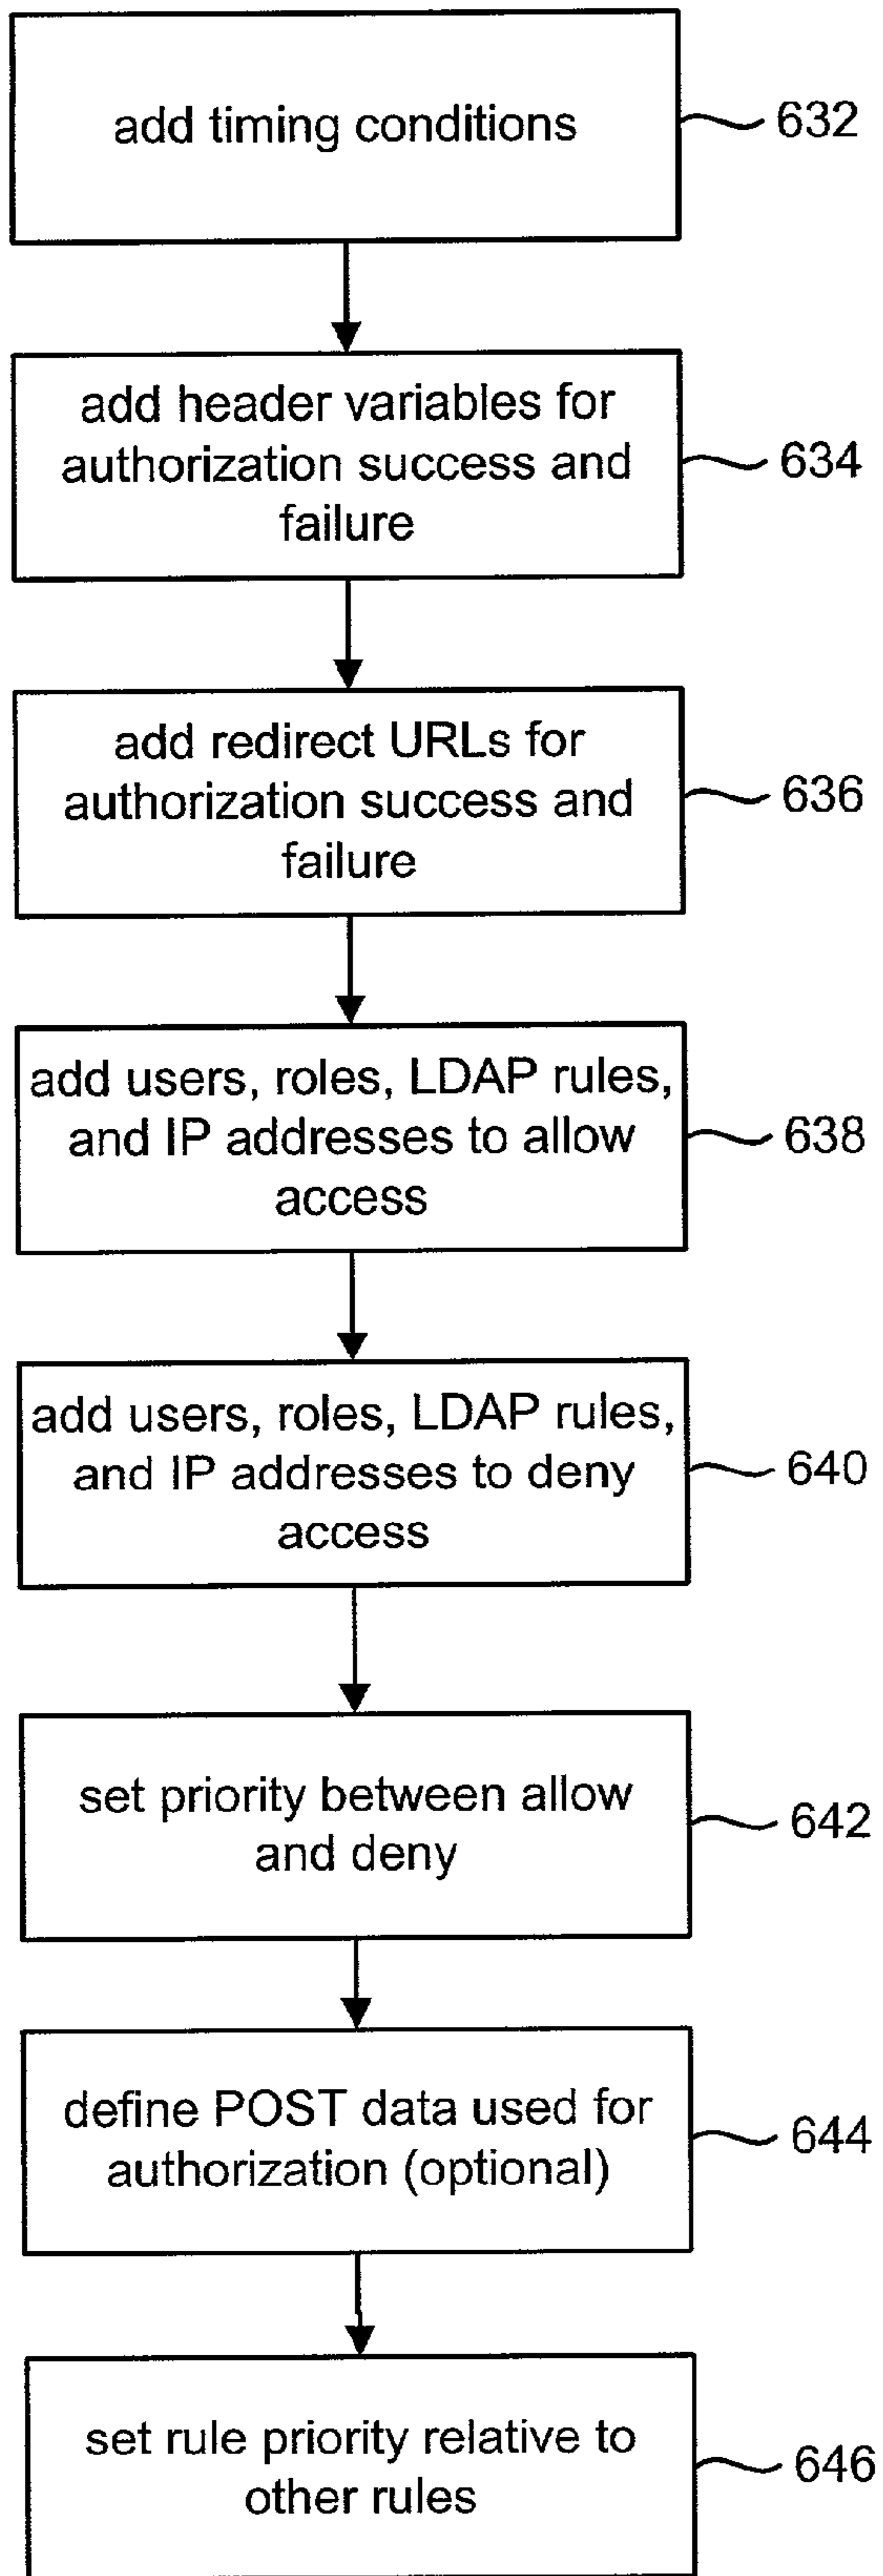 add timing conditions
632
add header variables for
authorization success and
failure
634
add redirect URLs for
authorization success and
failure
636
add users, roles, LDAP rules,
and IP addresses to allow
access
638
add users, roles, LDAP rules,
and IP addresses to deny
access
640
set priority between allow
and deny
642
define POST data used for
authorization (optional)
644
set rule priority relative to
other rules
646